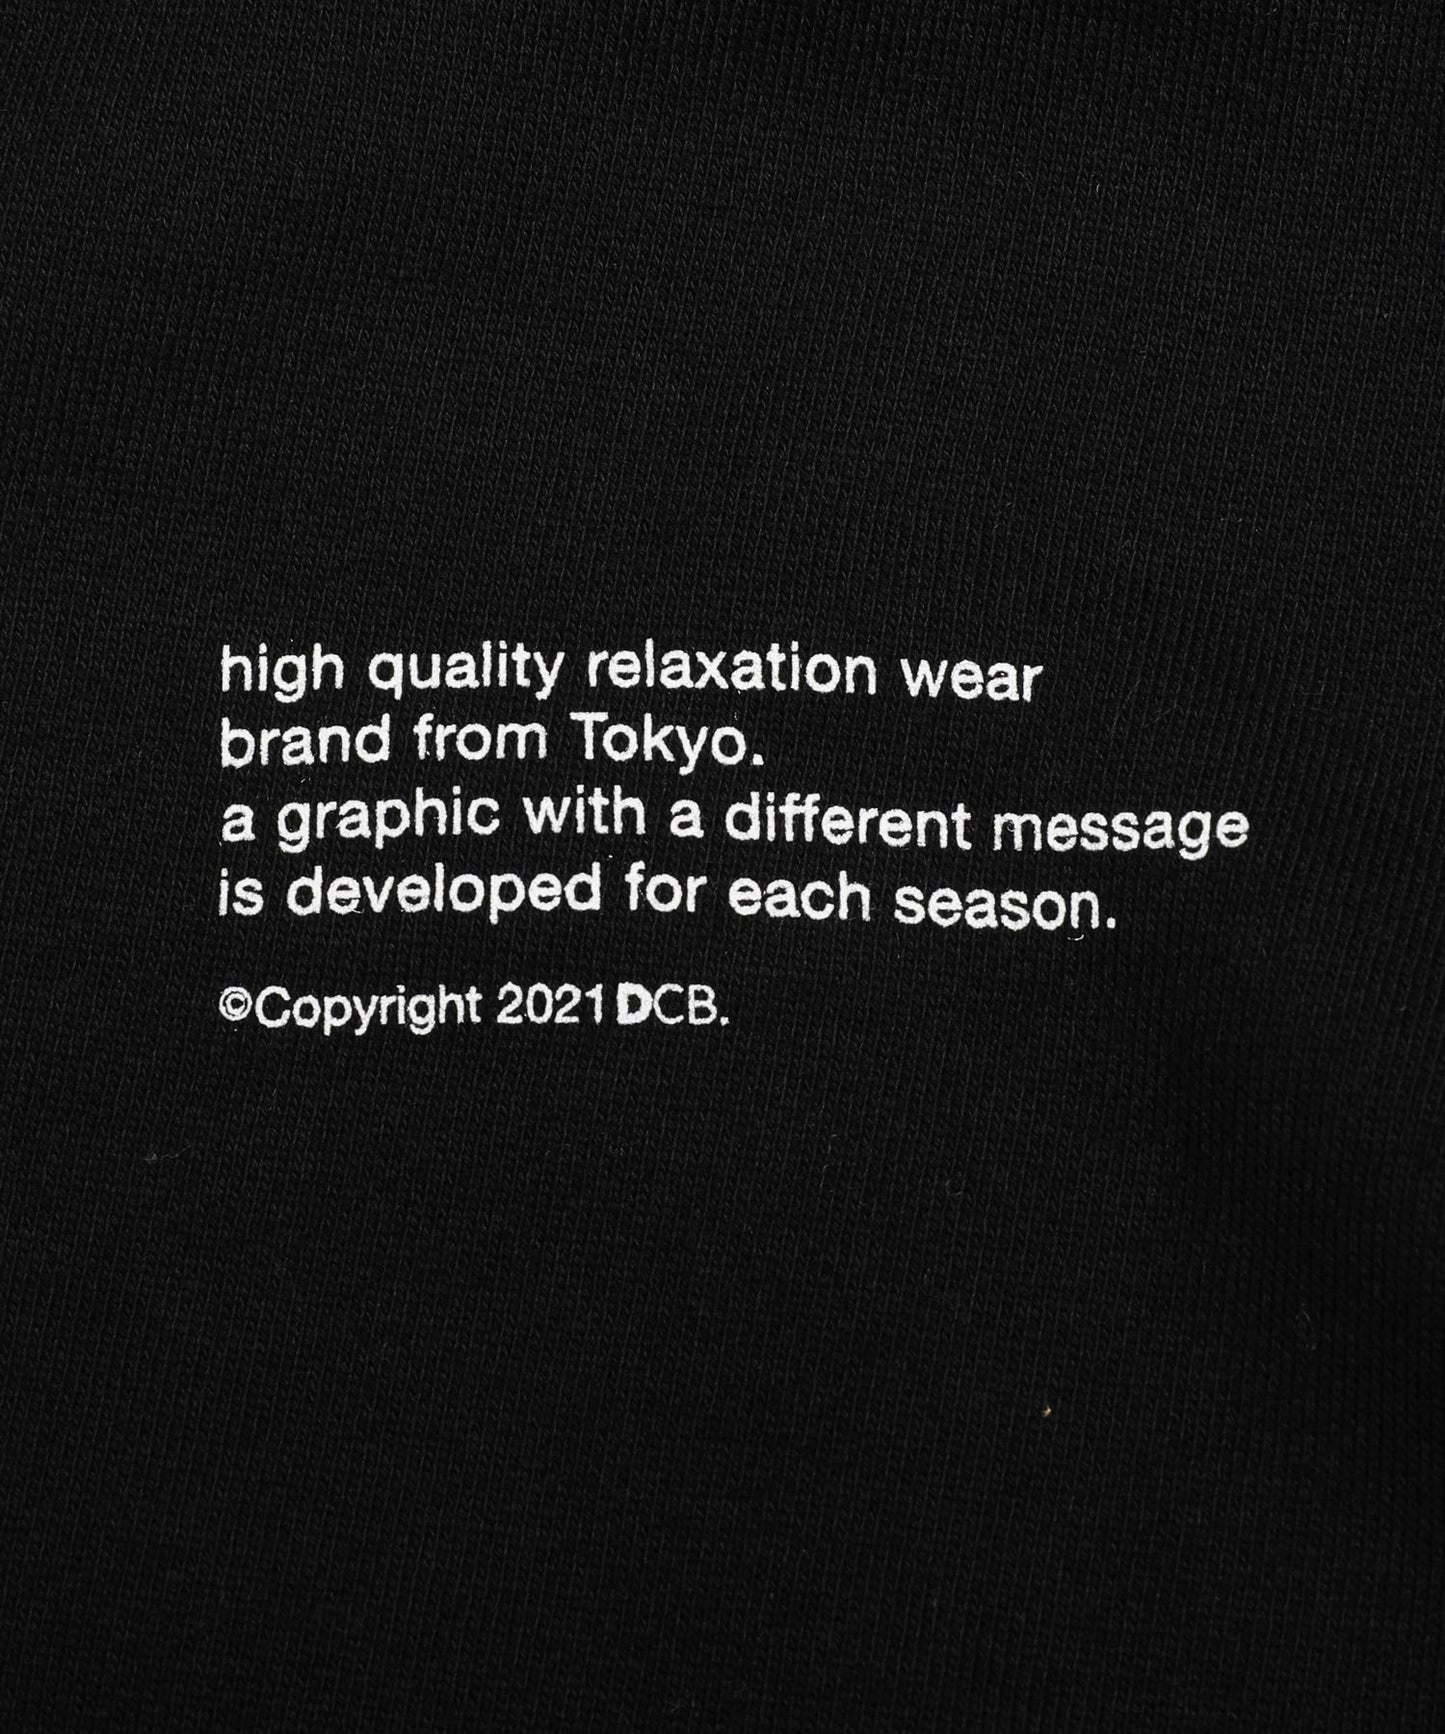 high quality relaxation wear
brand from Tokyo.
a graphic with a different message
is developed for each season.
©Copyright 2021 DCB.